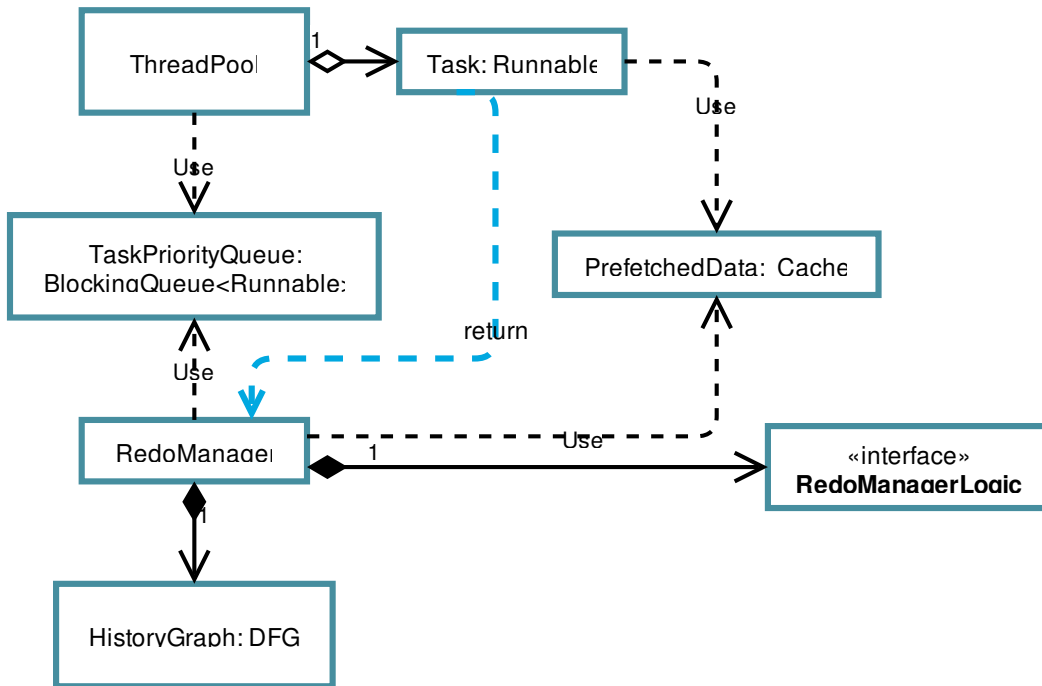 1
ThreadPool
Task: Runnable
Use
Use
TaskPriorityQueue:
BlockingQueue<Runnable>
PrefetchedData: Cache
return
Use
Use
RedoManager
1
«interface»
RedoManagerLogic
1
HistoryGraph: DFG